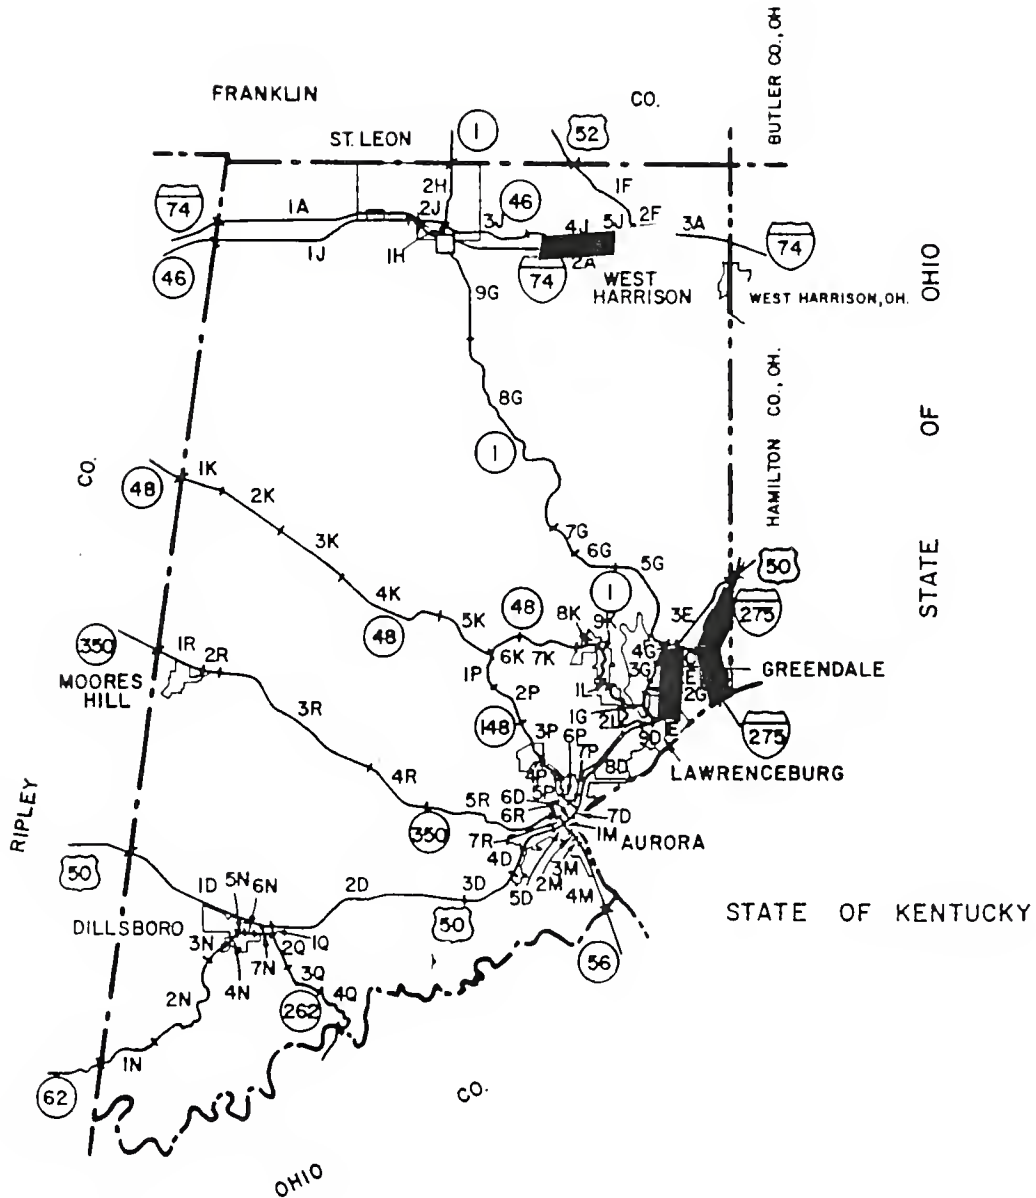 BUTLER CO., OH
FRANKLIN
CO.
ST. LEON
1
52
2H
1F
46
74
1A
2J
3J
4J
5J
2F
3A
74
46
1J
1H
74
2A
WEST
HARRISON
WEST HARRISON, OH.
9G
STATE OF OHIO
HAMILTON CO., OH.
8G
1
CO.
48
1K
2K
3K
7G
6G
5G
50
4K
48
5K
48
1
8K
9K
3E
275
350
1R
2R
MOORES
HILL
6K
7K
4G
3G
E
2G
GREENDALE
1P
2P
1L
1G
2L
3R
148
3P
6P
7P
9D
E
275
8D
LAWRENCEBURG
4R
4P
5P
5R
6D
6R
7D
350
7R
1M
AURORA
RIPLEY
4D
3M
50
1D
5N
6N
2D
3D
5D
2M
4M
50
DILLSBORO
STATE OF KENTUCKY
3N
1Q
2Q
7N
4N
3Q
56
2N
262
4Q
1N
62
CO.
OHIO